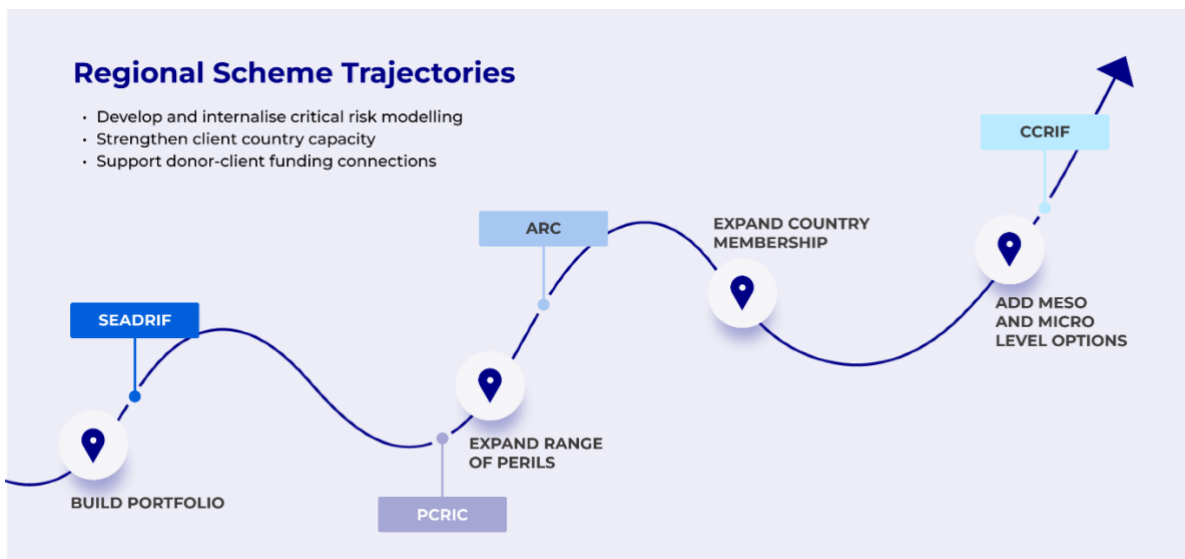 Regional Scheme Trajectories
• Develop and internalise critical risk modelling
• Strengthen client country capacity
• Support donor-client funding connections
SEADRIF
BUILD PORTFOLIO
PCRIC
EXPAND RANGE
OF PERILS
ARC
EXPAND COUNTRY
MEMBERSHIP
ADD MESO
AND MICRO
LEVEL OPTIONS
CCRIF